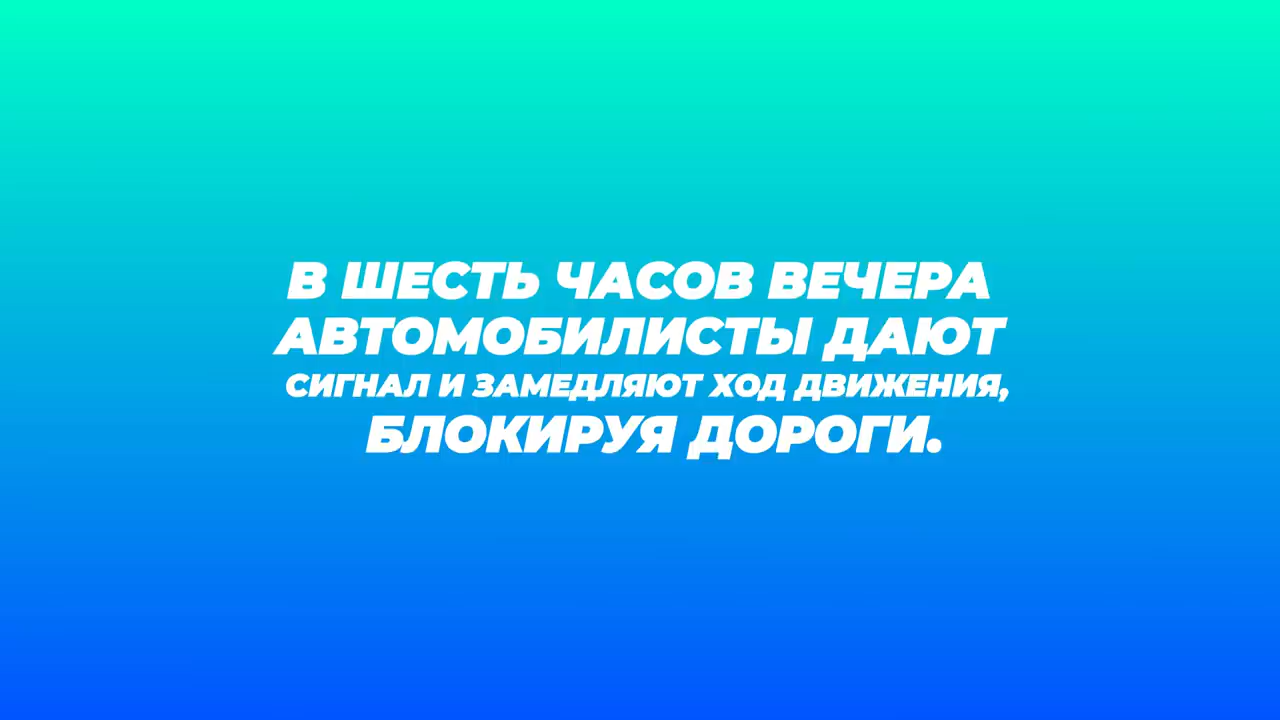 В ШЕСТЬ ЧАСОВ ВЕЧЕРА
АВТОМОБИЛИСТЫ ДАЮТ
СИГНАЛ И ЗАМЕДЛЯЮТ ХОД ДВИЖЕНИЯ,
БЛОКИРУЯ ДОРОГИ.